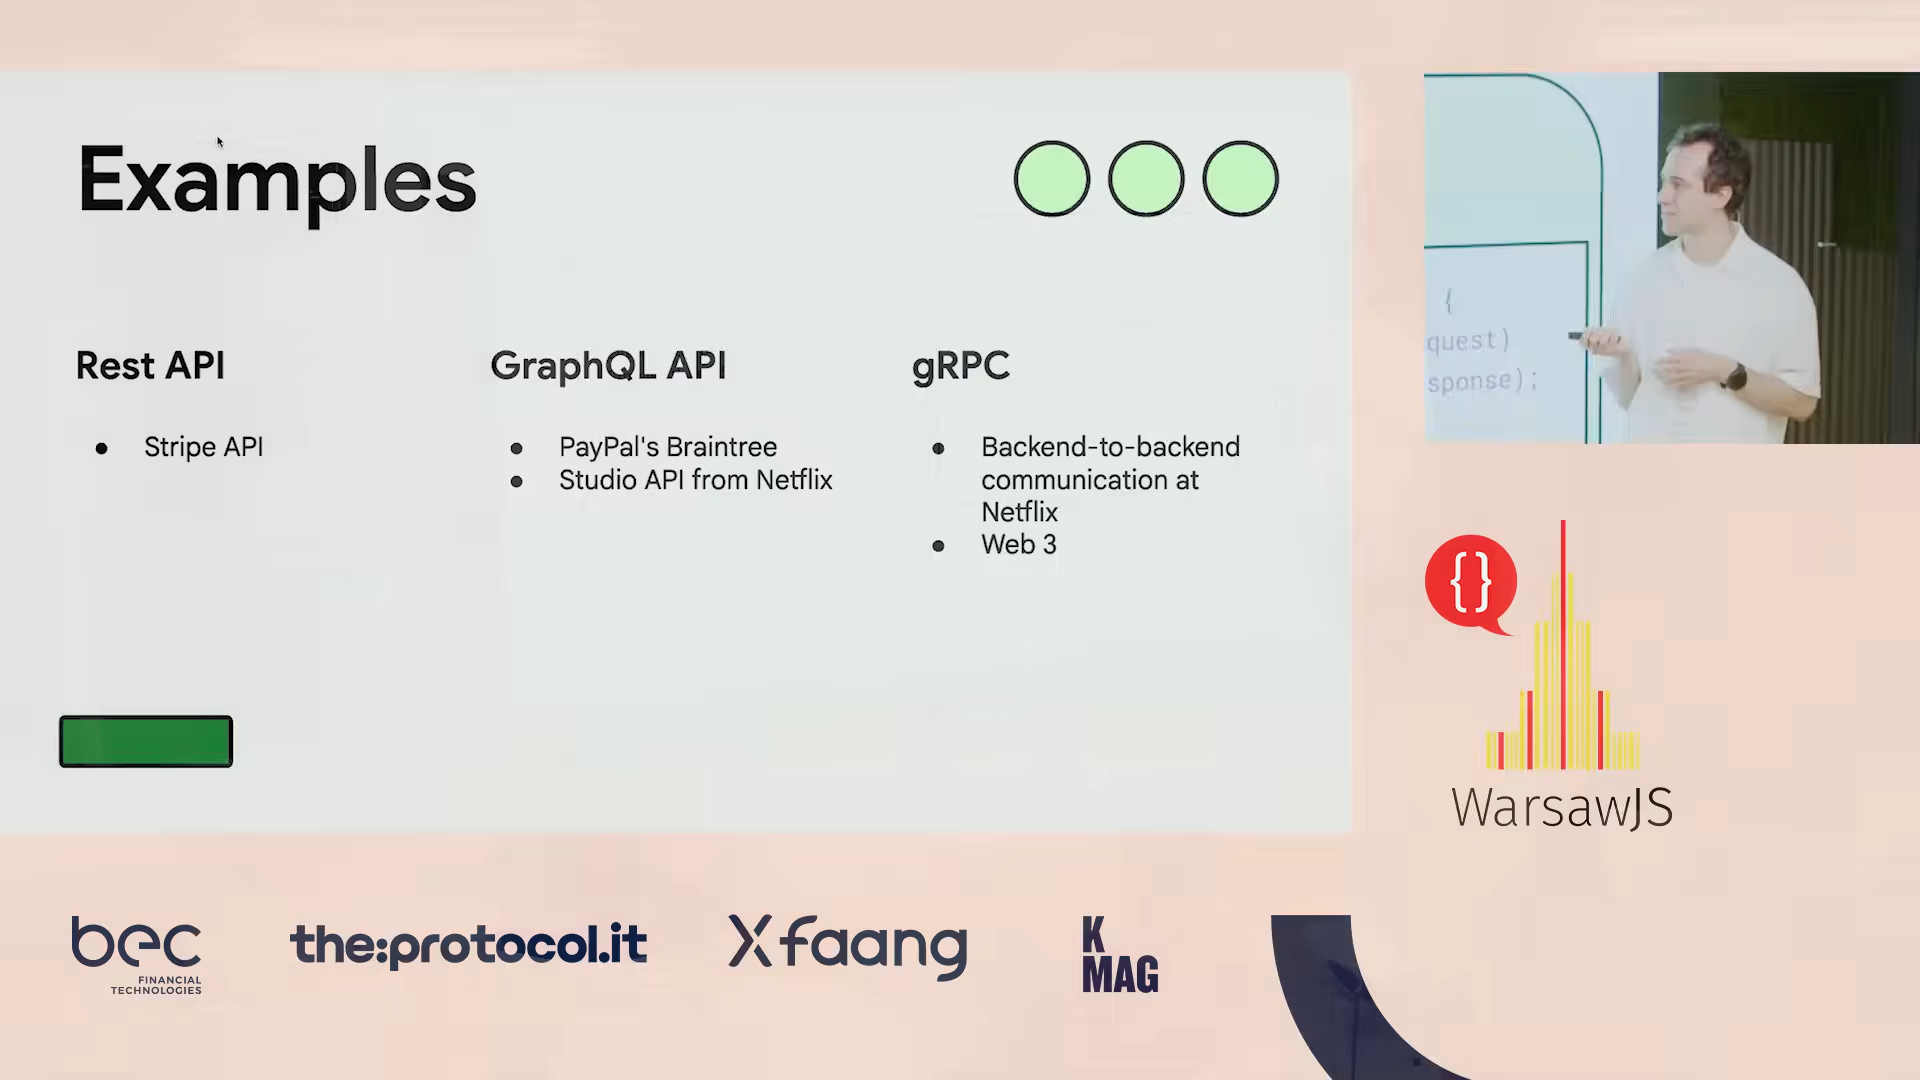 Examples
Rest API
● Stripe API
GraphQL API
● PayPal's Braintree
● Studio API from Netflix
gRPC
● Backend-to-backend
communication at
Netflix
● Web 3
{
quest)
sponse);
{}
WarsawJS
bec
FINANCIAL
TECHNOLOGIES
the:protocol.it
Xfaang
K
MAG